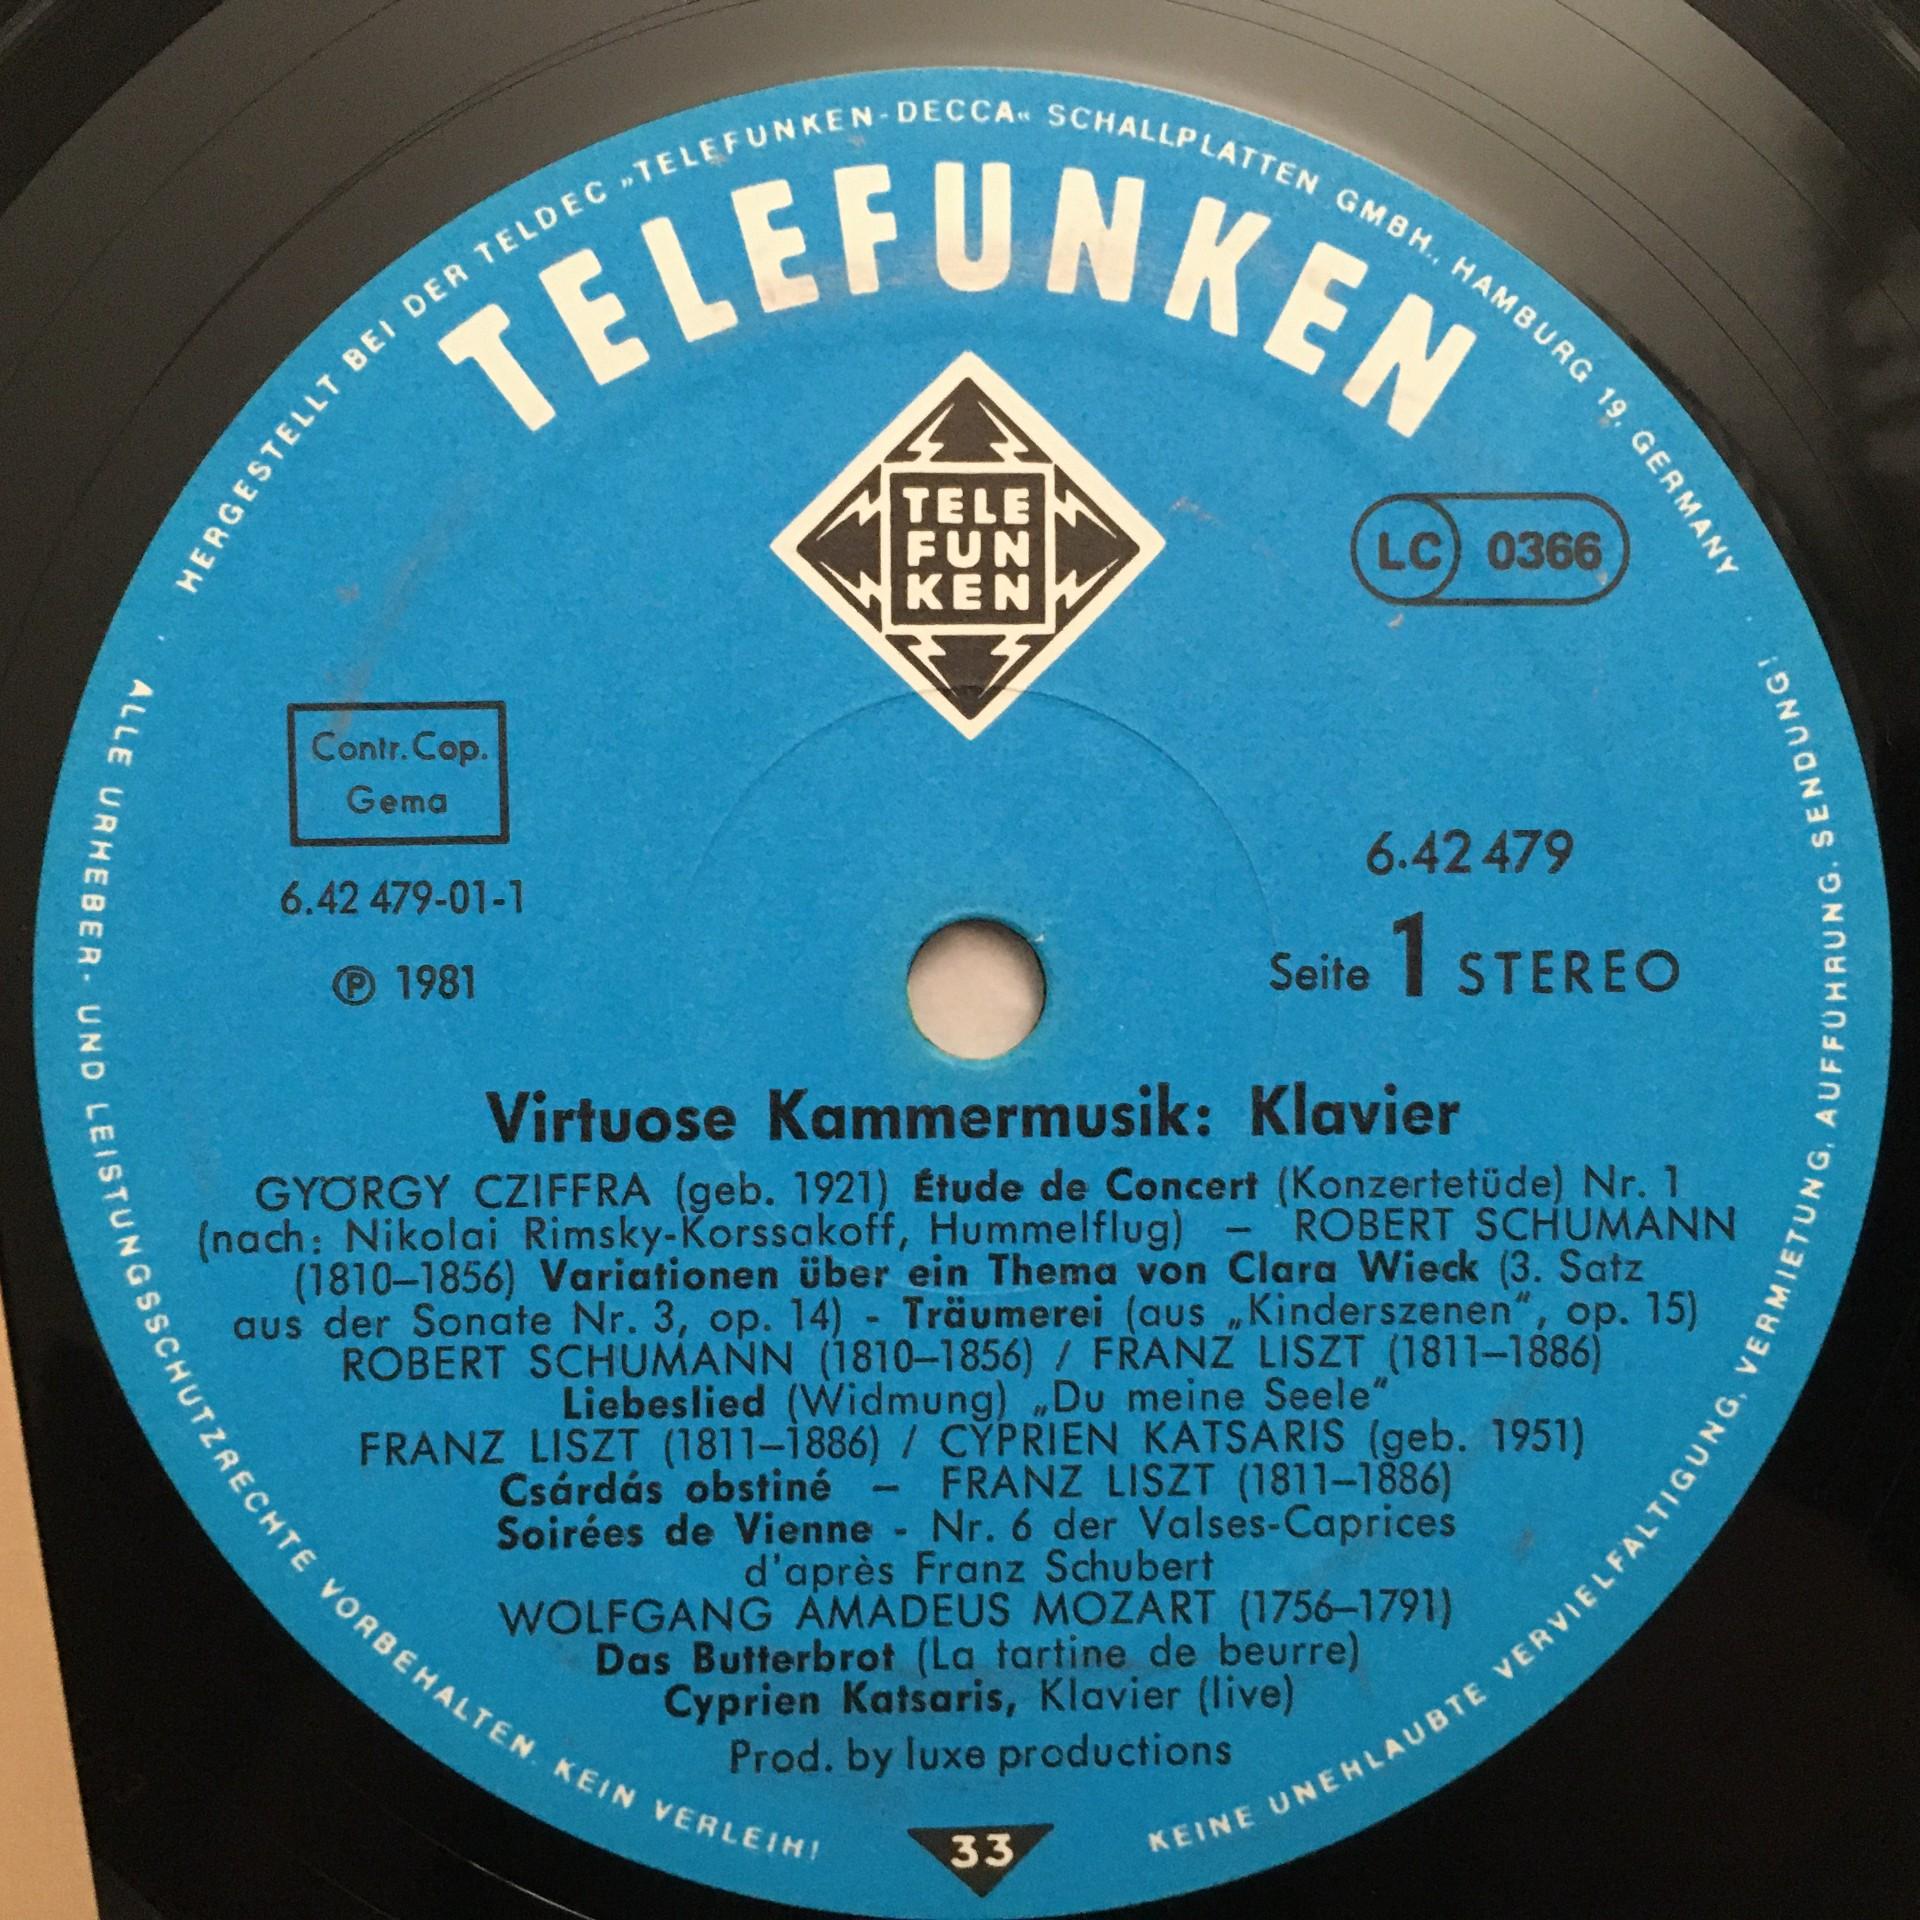 HERGESTELLT BEI DER TELDEC „TELEFUNKEN-DECCA“ SCHALLPLATTEN GMBH., HAMBURG 19, GERMANY
TELEFUNKEN
TELE
FUN
KEN
LC 0366
Contr. Cop.
Gema
6.42 479-01-1
℗ 1981
6.42 479
Seite 1 STEREO
Virtuose Kammermusik: Klavier
GYÖRGY CZIFFRA (geb. 1921) Étude de Concert (Konzertetüde) Nr. 1
(nach: Nikolai Rimsky-Korssakoff, Hummelflug) – ROBERT SCHUMANN
(1810–1856) Variationen über ein Thema von Clara Wieck (3. Satz
aus der Sonate Nr. 3, op. 14) - Träumerei (aus „Kinderszenen“, op. 15)
ROBERT SCHUMANN (1810–1856) / FRANZ LISZT (1811–1886)
Liebeslied (Widmung) „Du meine Seele“
FRANZ LISZT (1811–1886) / CYPRIEN KATSARIS (geb. 1951)
Csárdás obstiné – FRANZ LISZT (1811–1886)
Soirées de Vienne - Nr. 6 der Valses-Caprices
d'après Franz Schubert
WOLFGANG AMADEUS MOZART (1756–1791)
Das Butterbrot (La tartine de beurre)
Cyprien Katsaris, Klavier (live)
Prod. by luxe productions
33
ALLE URHEBER- UND LEISTUNGSSCHUTZRECHTE VORBEHALTEN. KEIN VERLEIH!
KEINE UNEHLAUBTE VERVIELFÄLTIGUNG, VERMIETUNG, AUFFÜHRUNG, SENDUNG!